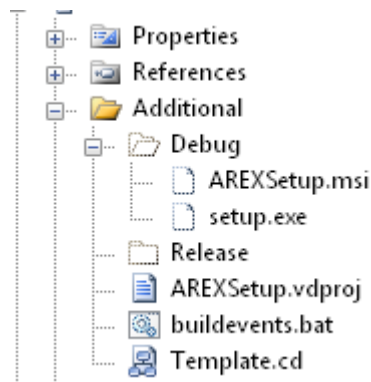 Properties
References
Additional
Debug
AREXSetup.msi
setup.exe
Release
AREXSetup.vdproj
buildevents.bat
Template.cd